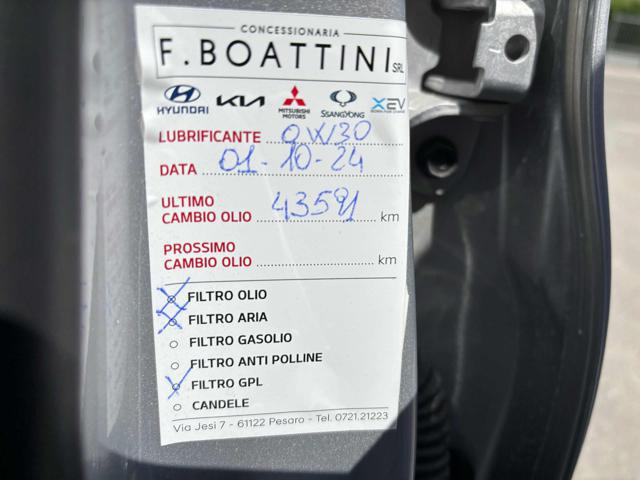 CONCESSIONARIA
F. BOATTINI SRL
HYUNDAI KIA MITSUBISHI MOTORS SSANGYONG XEV
LUBRIFICANTE 0W30
DATA 01-10-24
ULTIMO
CAMBIO OLIO 43591 km
PROSSIMO
CAMBIO OLIO km
FILTRO OLIO
FILTRO ARIA
FILTRO GASOLIO
FILTRO ANTI POLLINE
FILTRO GPL
CANDELE
Via Jesi 7 - 61122 Pesaro - Tel. 0721.21223